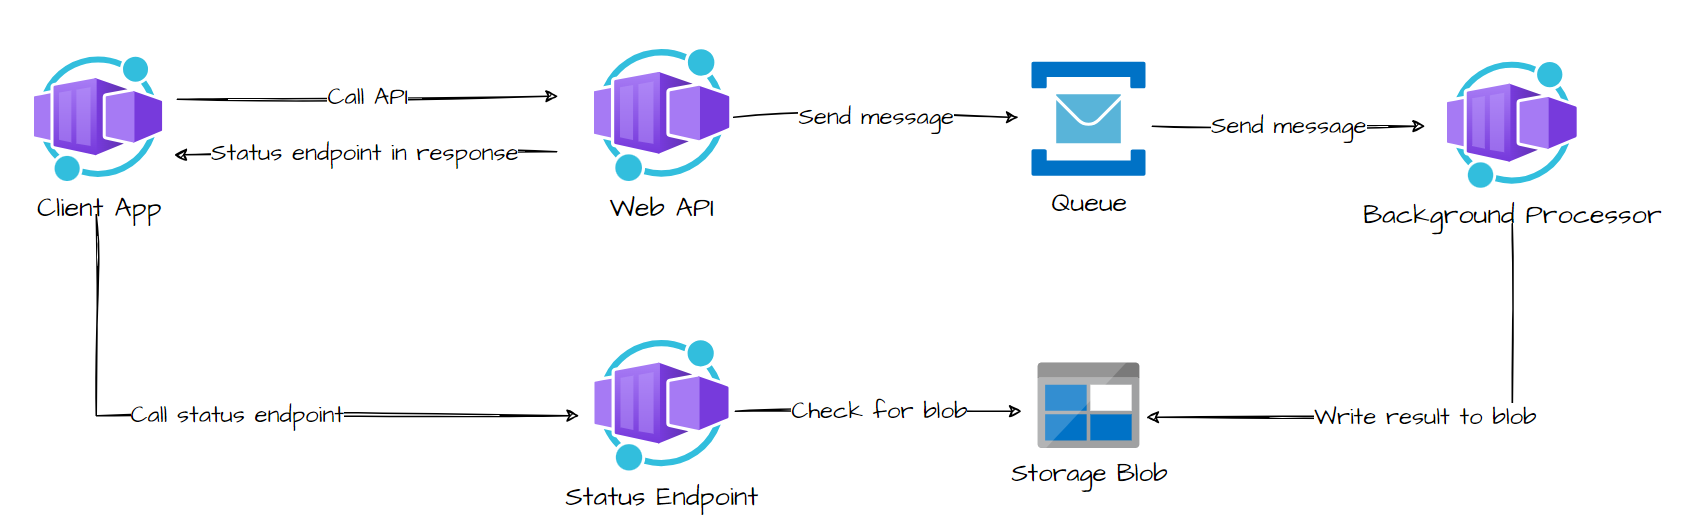 Call API
Send message
Send message
Status endpoint in response
Client App
Web API
Queue
Background Processor
Call status endpoint
Check for blob
Write result to blob
Storage Blob
Status Endpoint